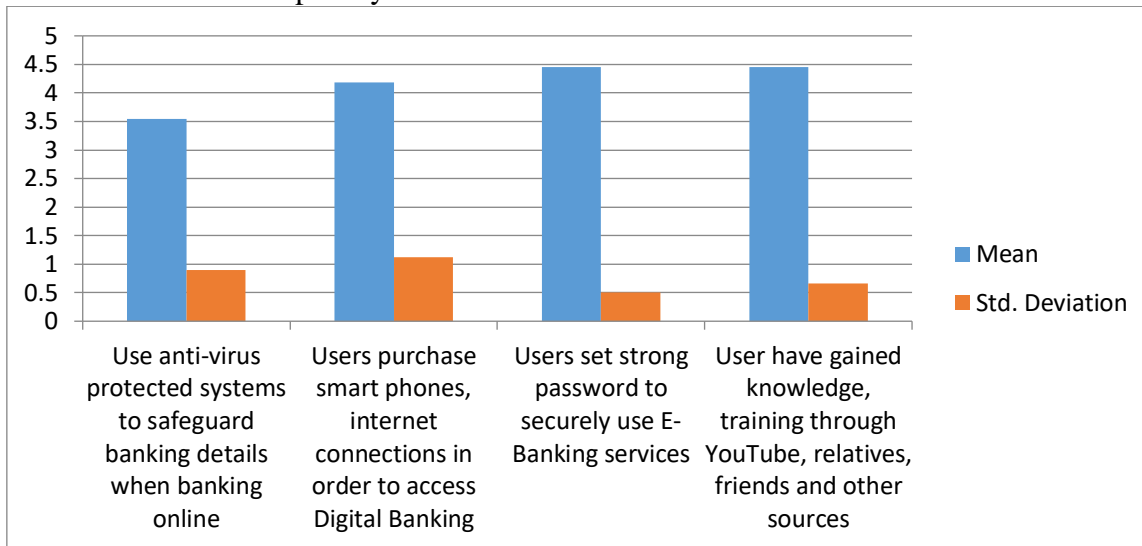 5
4.5
4
3.5
3
2.5
2
1.5
1
0.5
0
Use anti-virus
protected systems
to safeguard
banking details
when banking
online
Users purchase
smart phones,
internet
connections in
order to access
Digital Banking
Users set strong
password to
securely use E-
Banking services
User have gained
knowledge,
training through
YouTube, relatives,
friends and other
sources
Mean
Std. Deviation